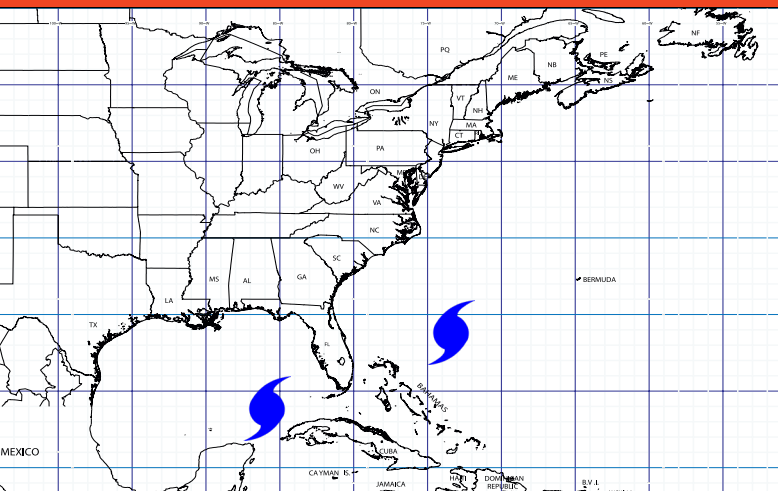 NF
PQ
PE
NB
ME
NS
ON
VT
NH
NY
MA
CT
PA
OH
WV
VA
NC
SC
BERMUDA
MS
AL
GA
LA
TX
FL
BAHAMAS
MEXICO
CUBA
CAYMAN IS.
HAITI
DOMINICAN
REPUBLIC
JAMAICA
B.V.I.